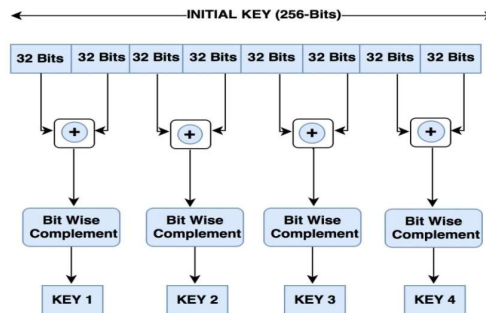 INITIAL KEY (256-Bits)
32 Bits 32 Bits 32 Bits 32 Bits 32 Bits 32 Bits 32 Bits 32 Bits
+ + + +
Bit Wise Bit Wise Bit Wise Bit Wise
Complement Complement Complement Complement
KEY 1 KEY 2 KEY 3 KEY 4